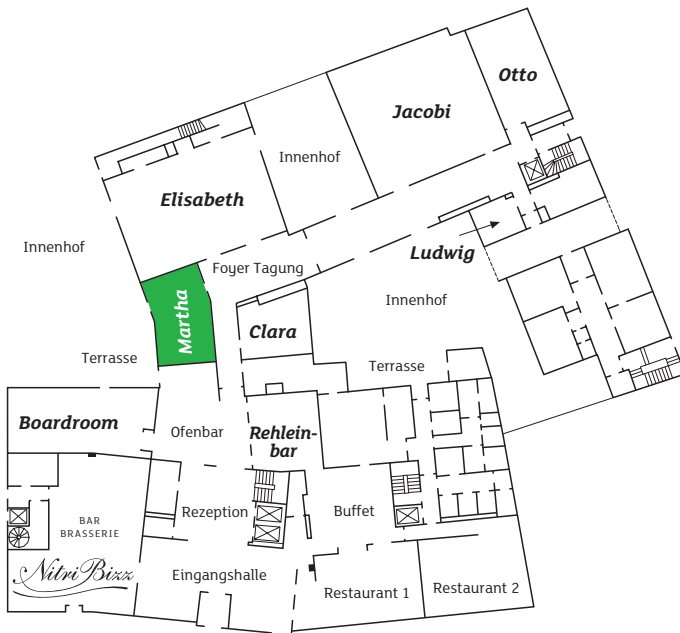 Otto
Jacobi
Innenhof
Elisabeth
Innenhof
Ludwig
Foyer Tagung
Innenhof
Martha
Clara
Terrasse
Terrasse
Boardroom
Ofenbar
Rehlein-
bar
BAR
BRASSERIE
Rezeption
Buffet
NitriBizz
Eingangshalle
Restaurant 1
Restaurant 2